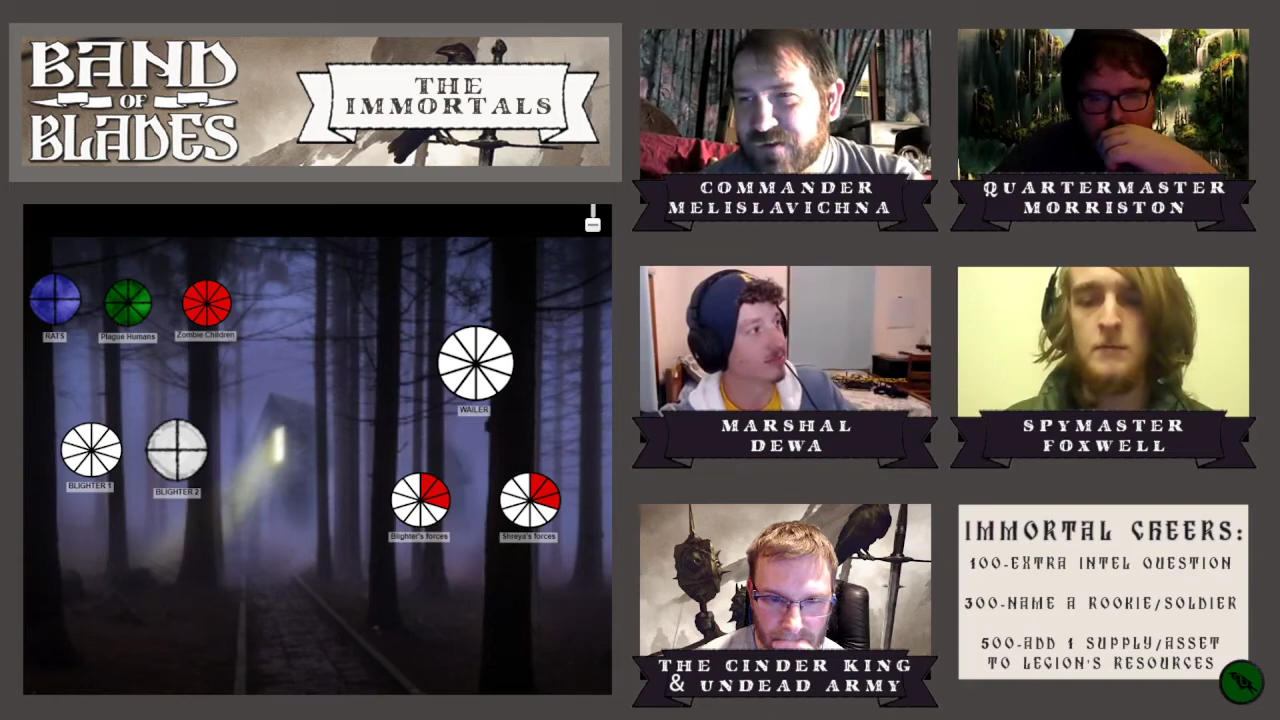 BAND
OF
BLADES
THE
IMMORTALS
COMMANDER
MELISLAVICHNA
QUARTERMASTER
MORRISTON
RATS
Plague Humans
Zombie Children
WAILER
BLIGHTER 1
BLIGHTER 2
Blighter's forces
Shreya's forces
MARSHAL
DEWA
SPYMASTER
FOXWELL
THE CINDER KING
& UNDEAD ARMY
IMMORTAL CHEERS:
100-EXTRA INTEL QUESTION
300-NAME A ROOKIE/SOLDIER
500-ADD 1 SUPPLY/ASSET
TO LEGION'S RESOURCES